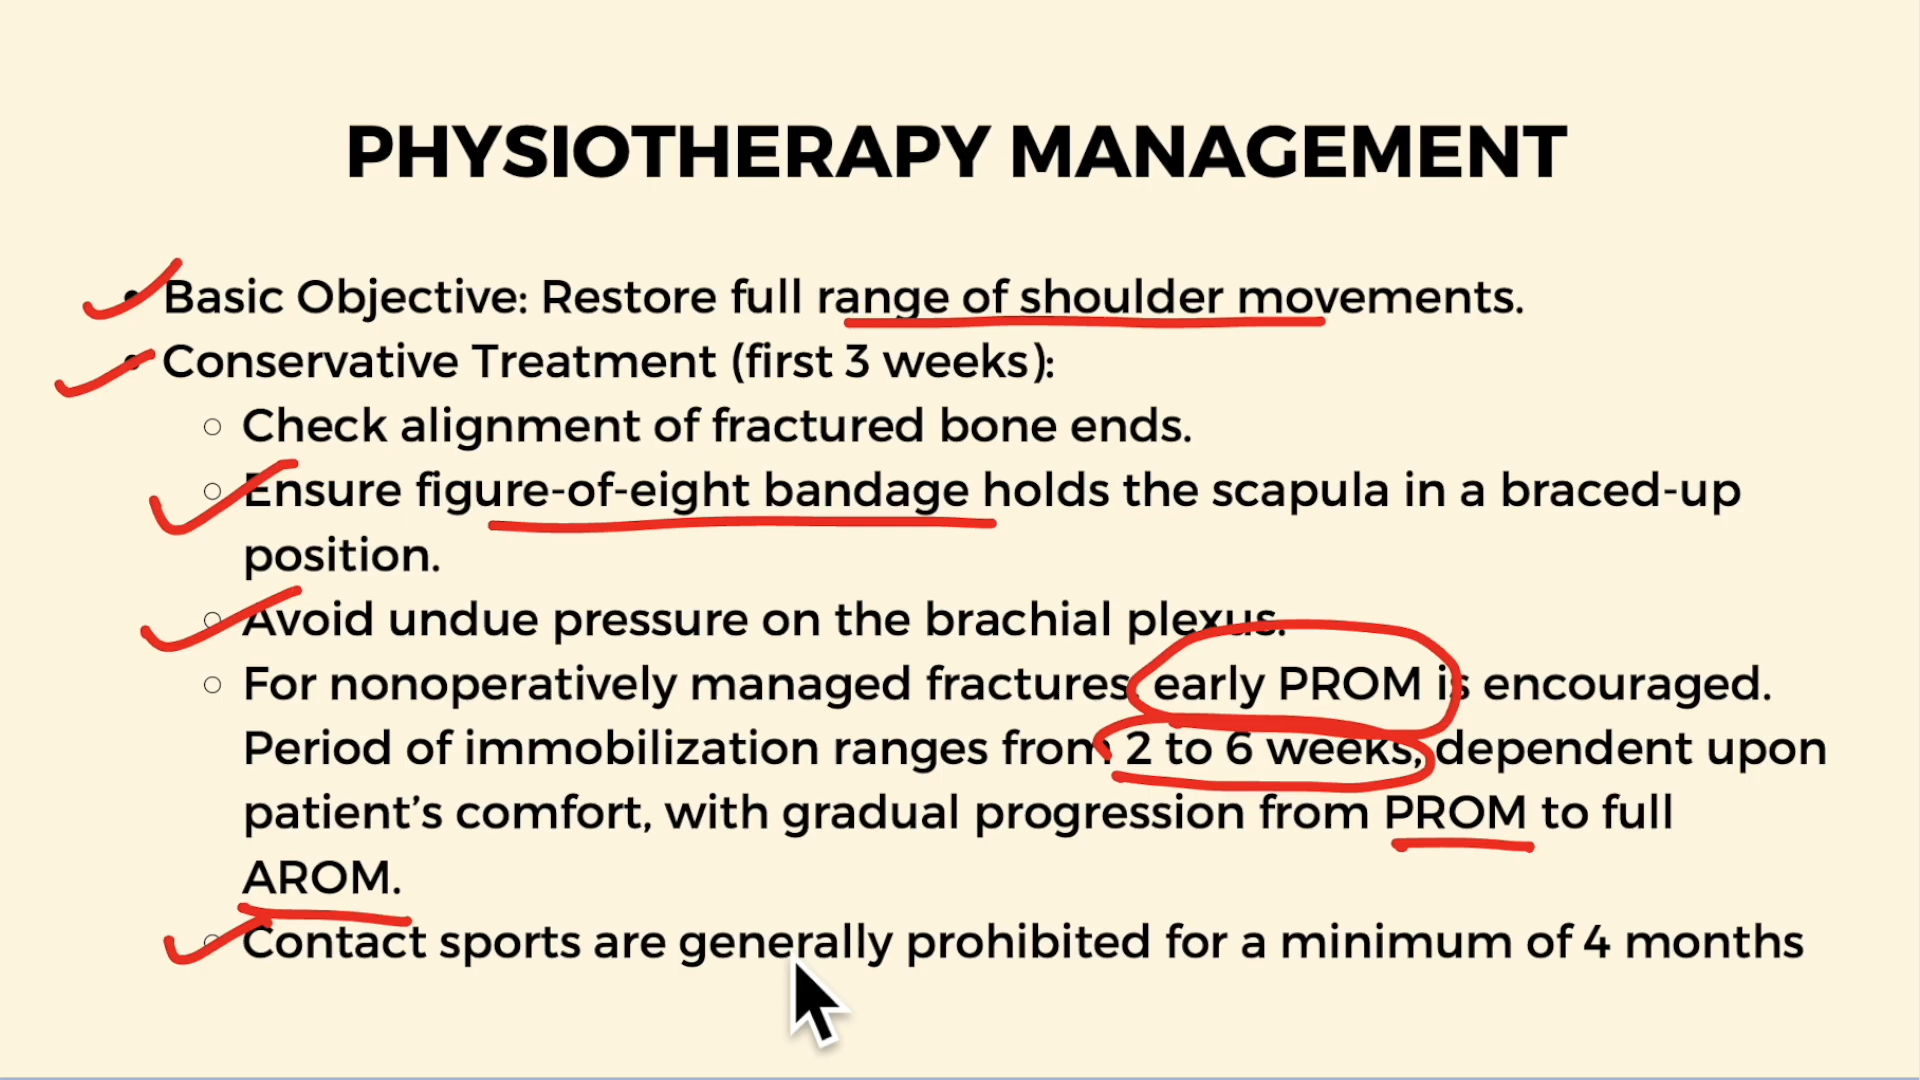 PHYSIOTHERAPY MANAGEMENT
• Basic Objective: Restore full range of shoulder movements.
• Conservative Treatment (first 3 weeks):
○ Check alignment of fractured bone ends.
○ Ensure figure-of-eight bandage holds the scapula in a braced-up
position.
○ Avoid undue pressure on the brachial plexus.
○ For nonoperatively managed fractures, early PROM is encouraged.
Period of immobilization ranges from 2 to 6 weeks, dependent upon
patient’s comfort, with gradual progression from PROM to full
AROM.
○ Contact sports are generally prohibited for a minimum of 4 months